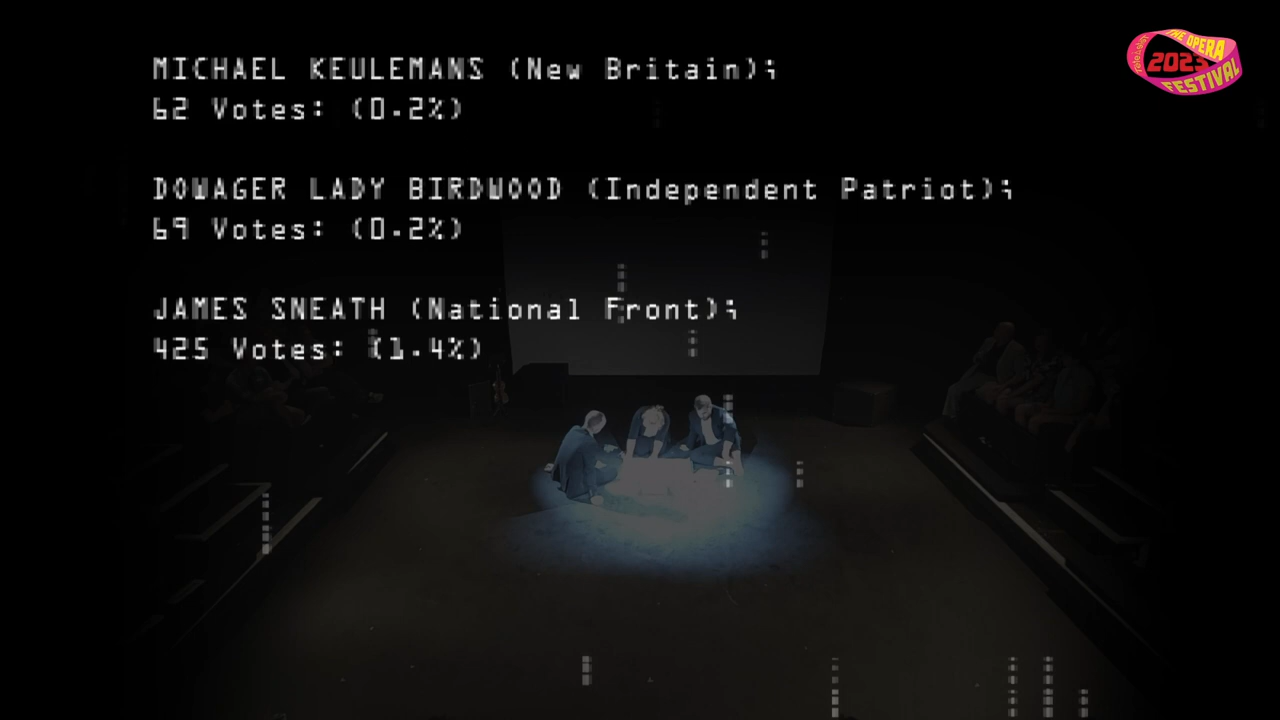 MICHAEL KEULEMANS (New Britain);
62 Votes: (0.2%)
DOWAGER LADY BIRDWOOD (Independent Patriot);
69 Votes: (0.2%)
JAMES SNEATH (National Front);
425 Votes: (1.4%)
THE OPERA
2023
FESTIVAL